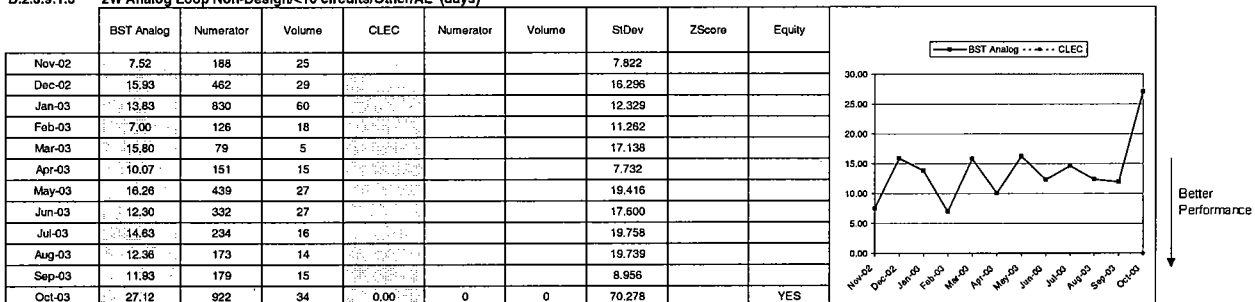 B.2.8.9.1.8 2W Analog Loop Non-Design/<10 circuits/Other/AL (days)
BST Analog Numerator Volume CLEC Numerator Volume StDev ZScore Equity
Nov-02 7.52 188 25 7.822
Dec-02 15.93 462 29 16.296
Jan-03 13.83 830 60 12.329
Feb-03 7.00 126 18 11.262
Mar-03 15.80 79 5 17.138
Apr-03 10.07 151 15 7.732
May-03 16.26 439 27 19.416
Jun-03 12.30 332 27 17.600
Jul-03 14.63 234 16 19.758
Aug-03 12.36 173 14 19.739
Sep-03 11.93 179 15 8.956
Oct-03 27.12 922 34 0.00 0 0 70.278 YES
BST Analog CLEC
30.00
25.00
20.00
15.00
10.00
5.00
0.00
Nov-02 Dec-02 Jan-03 Feb-03 Mar-03 Apr-03 May-03 Jun-03 Jul-03 Aug-03 Sep-03 Oct-03
Better
Performance